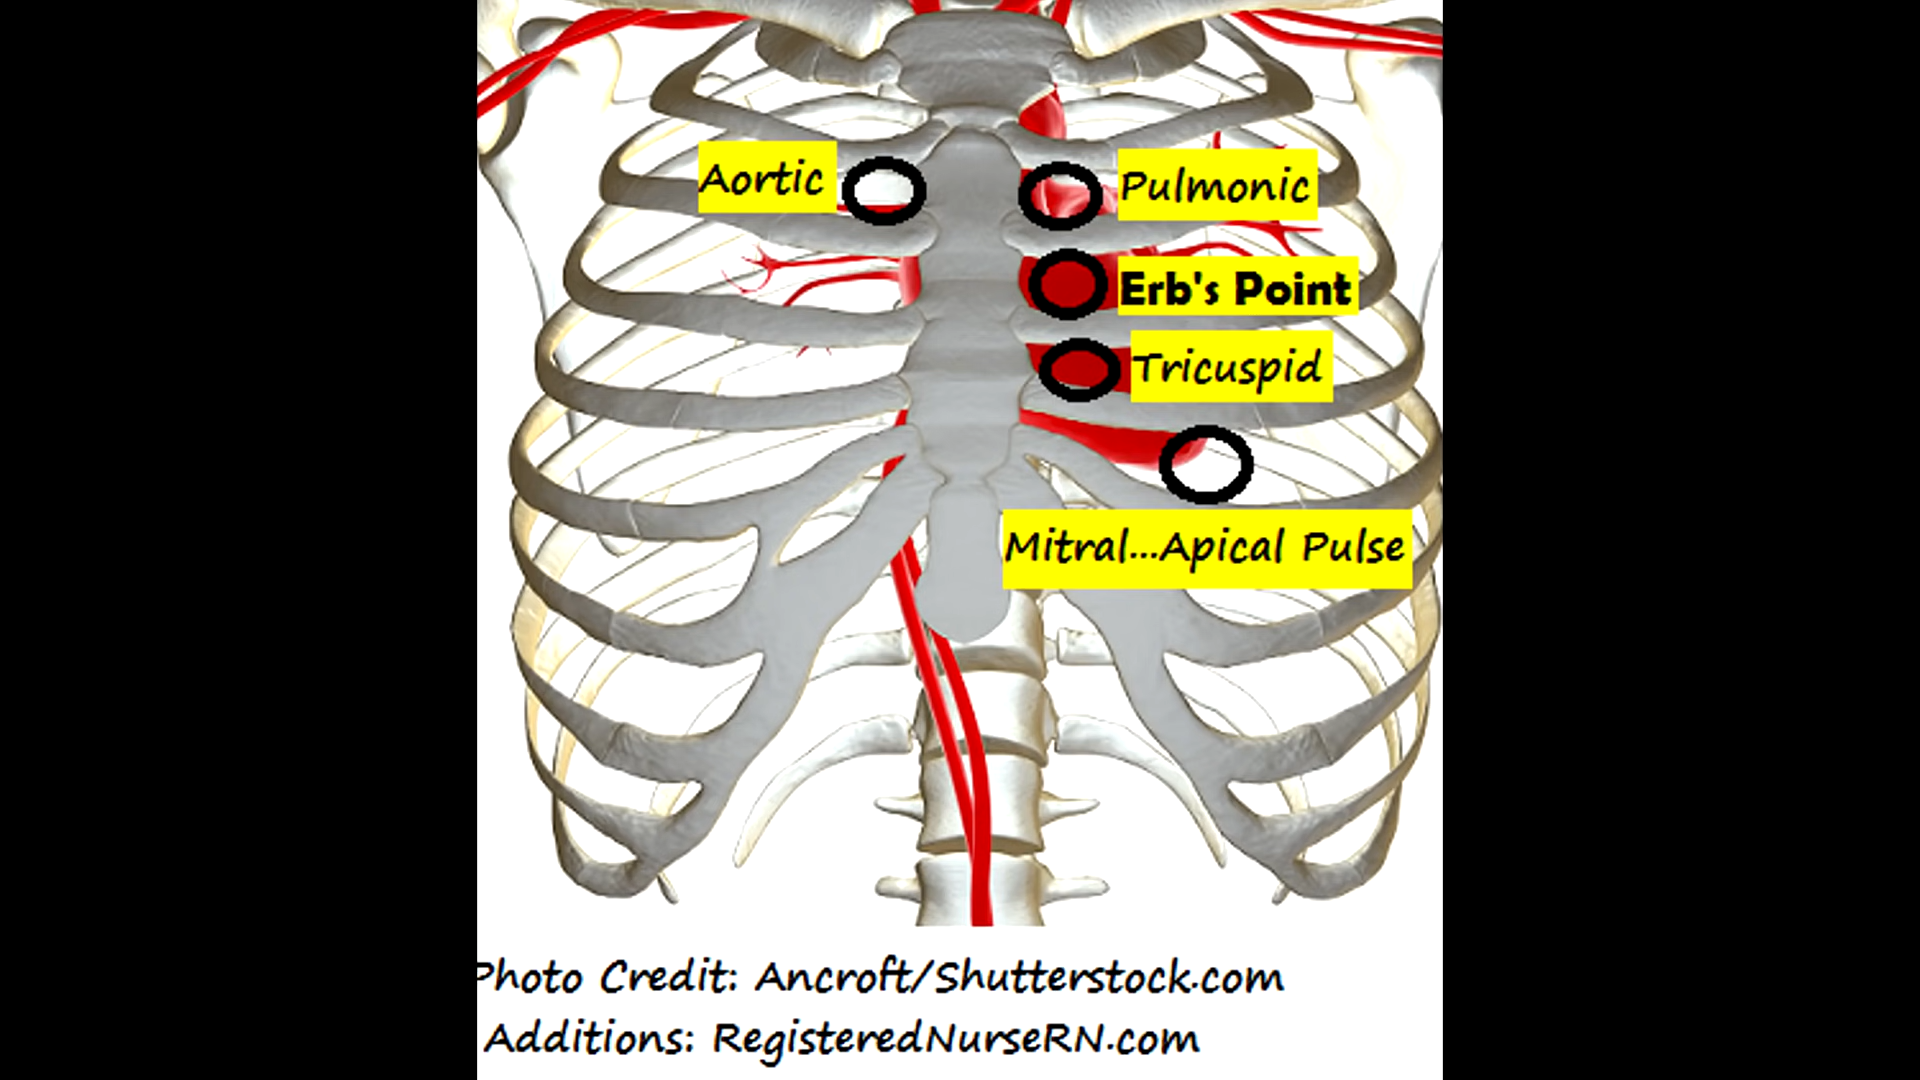 Aortic
Pulmonic
Erb's Point
Tricuspid
Mitral...Apical Pulse
Photo Credit: Ancroft/Shutterstock.com
Additions: RegisteredNurseRN.com